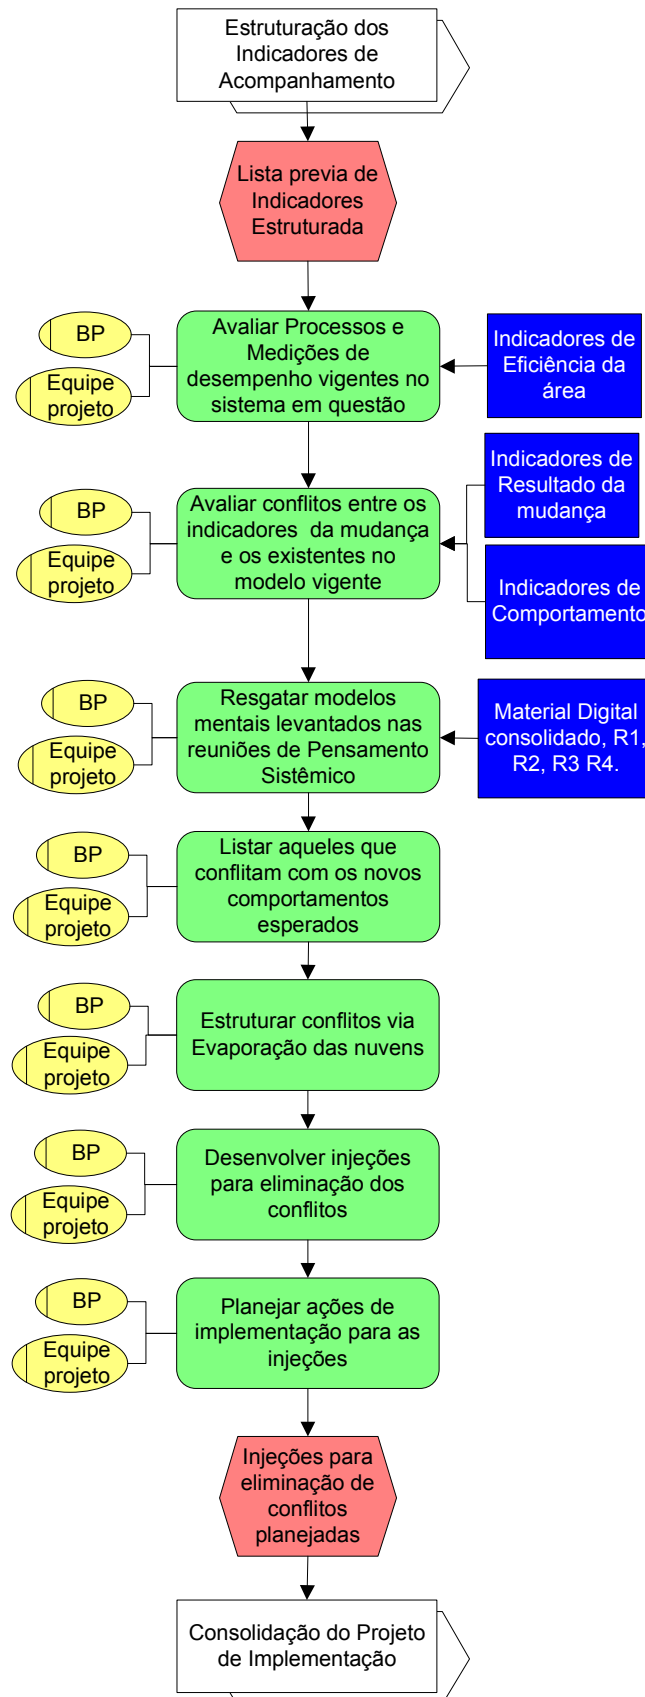 Estruturação dos
Indicadores de
Acompanhamento
Lista previa de
Indicadores
Estruturada
BP
Equipe
projeto
Avaliar Processos e
Medições de
desempenho vigentes no
sistema em questão
Indicadores de
Eficiência da
área
BP
Equipe
projeto
Avaliar conflitos entre os
indicadores da mudança
e os existentes no
modelo vigente
Indicadores de
Resultado da
mudança
Indicadores de
Comportamento
BP
Equipe
projeto
Resgatar modelos
mentais levantados nas
reuniões de Pensamento
Sistêmico
Material Digital
consolidado, R1,
R2, R3 R4.
BP
Equipe
projeto
Listar aqueles que
conflitam com os novos
comportamentos
esperados
BP
Equipe
projeto
Estruturar conflitos via
Evaporação das nuvens
BP
Equipe
projeto
Desenvolver injeções
para eliminação dos
conflitos
BP
Equipe
projeto
Planejar ações de
implementação para as
injeções
Injeções para
eliminação de
conflitos
planejadas
Consolidação do Projeto
de Implementação